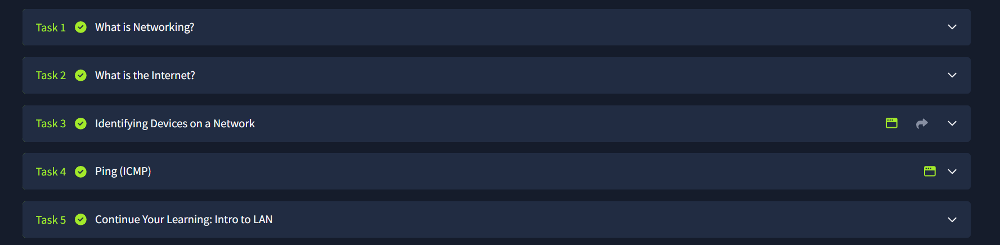 Task 1 What is Networking?
Task 2 What is the Internet?
Task 3 Identifying Devices on a Network
Task 4 Ping (ICMP)
Task 5 Continue Your Learning: Intro to LAN